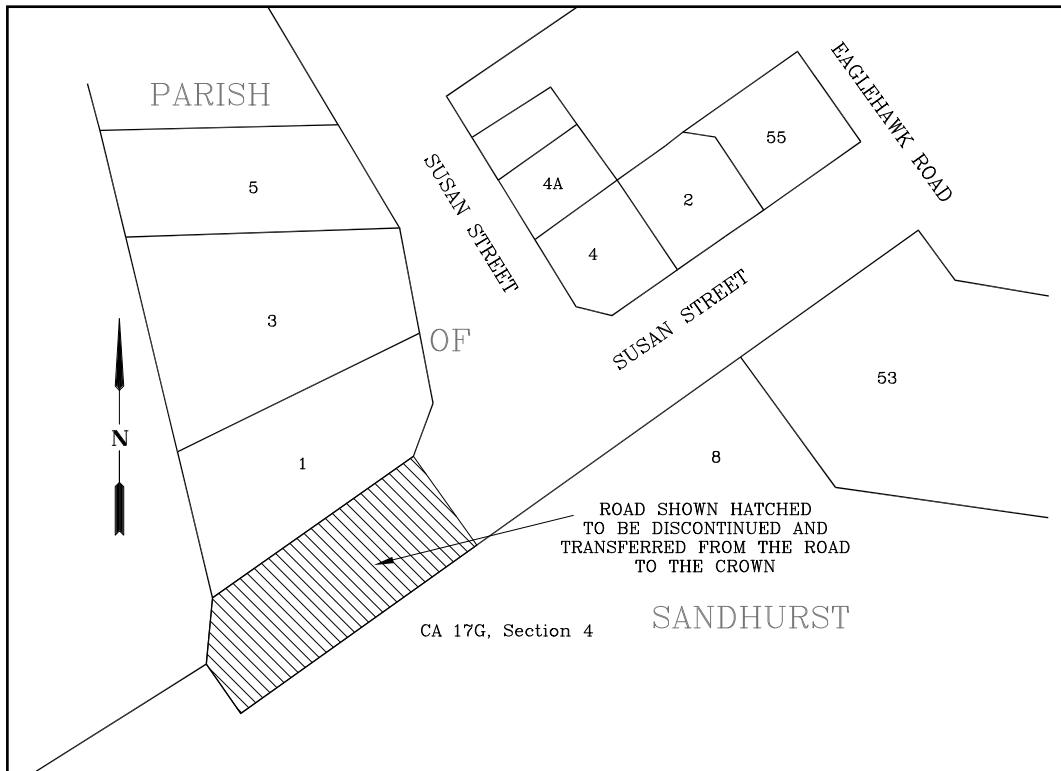 PARISH
EAGLEHAWK ROAD
55
5
SUSAN STREET
4A
2
4
3
SUSAN STREET
OF
53
N
1
8
ROAD SHOWN HATCHED
TO BE DISCONTINUED AND
TRANSFERRED FROM THE ROAD
TO THE CROWN
SANDHURST
CA 17G, Section 4